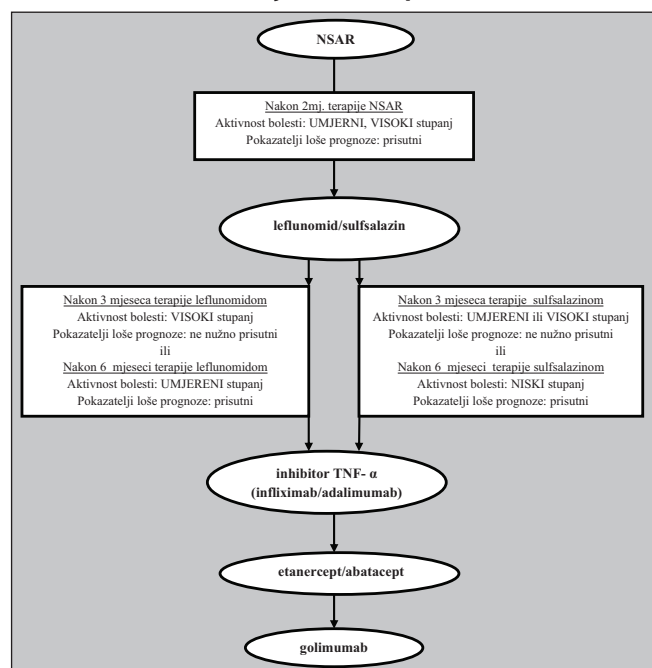 NSAR
Nakon 2mj. terapije NSAR
Aktivnost bolesti: UMJERNI, VISOKI stupanj
Pokazatelji loše prognoze: prisutni
leflunomid/sulfsalazin
Nakon 3 mjeseca terapije leflunomidom
Aktivnost bolesti: VISOKI stupanj
Pokazatelji loše prognoze: ne nužno prisutni
ili
Nakon 6 mjeseci terapije leflunomidom
Aktivnost bolesti: UMJERENI stupanj
Pokazatelji loše prognoze: prisutni
Nakon 3 mjeseca terapije sulfsalazinom
Aktivnost bolesti: UMJERENI ili VISOKI stupanj
Pokazatelji loše prognoze: ne nužno prisutni
ili
Nakon 6 mjeseci terapije sulfsalazinom
Aktivnost bolesti: NISKI stupanj
Pokazatelji loše prognoze: prisutni
inhibitor TNF- α
(infliximab/adalimumab)
etanercept/abatacept
golimumab